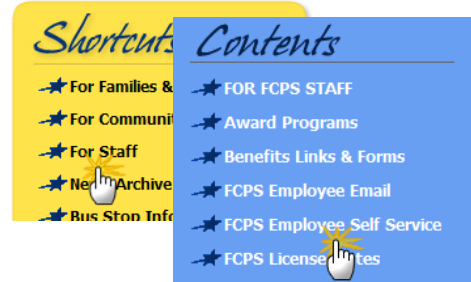 Shortcuts
For Families &
For Communit
For Staff
Archive
Bus Stop Info
Contents
FOR FCPS STAFF
Award Programs
Benefits Links & Forms
FCPS Employee Email
FCPS Employee Self Service
FCPS License